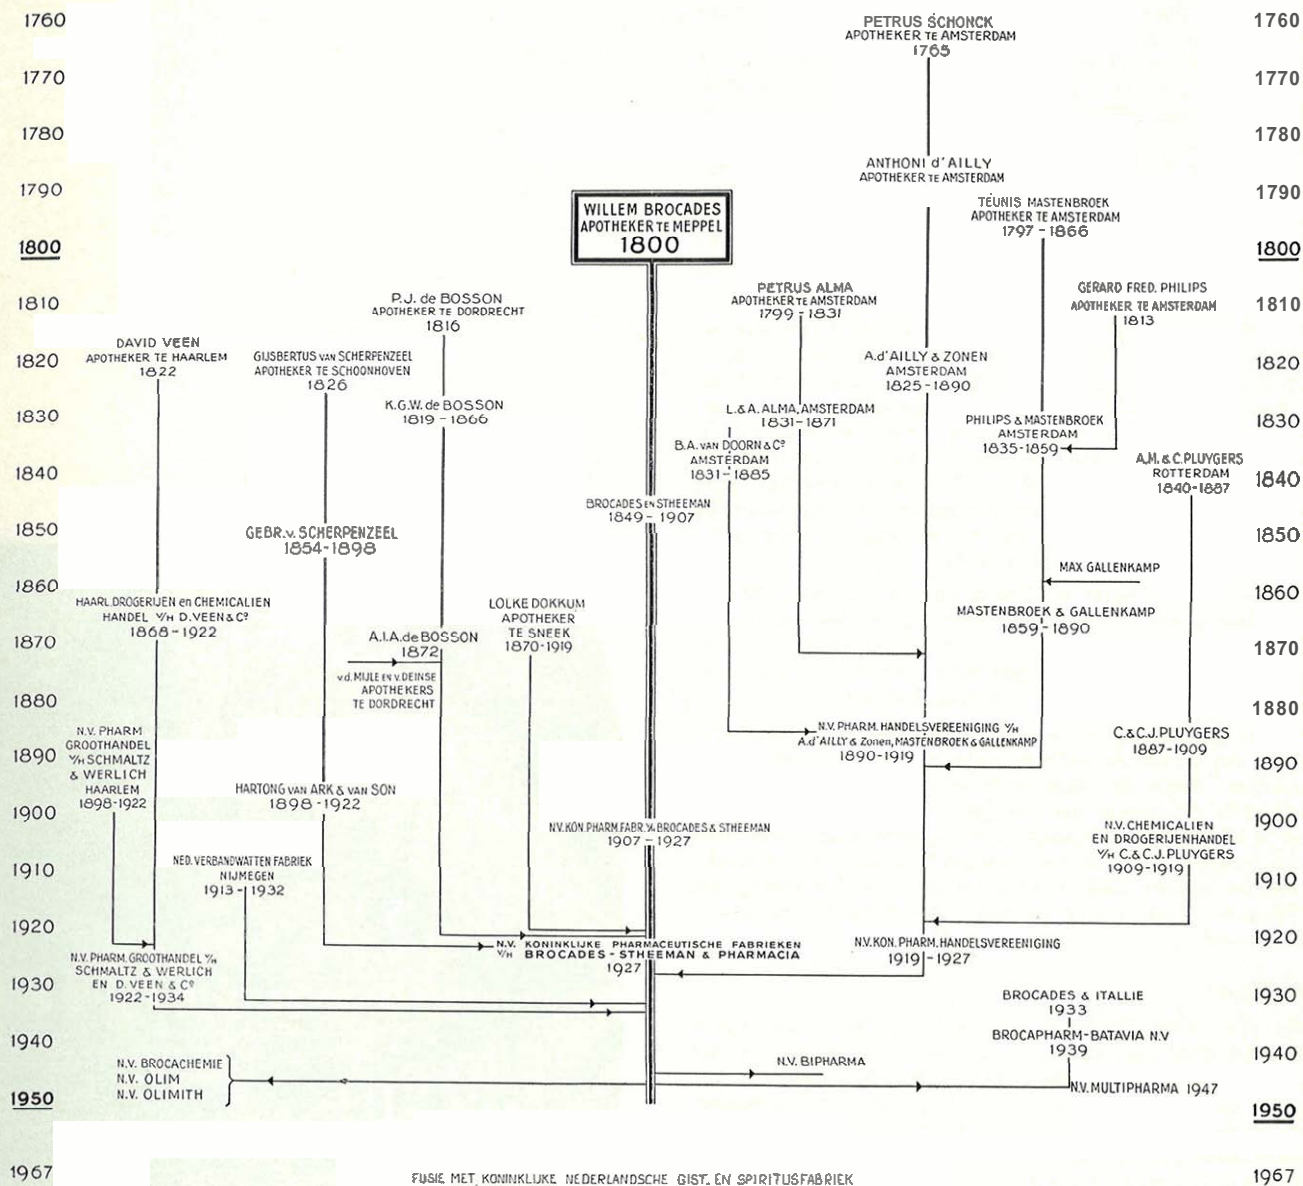 1760
1770
1780
1790
1800
1810
1820
1830
1840
1850
1860
1870
1880
1890
1900
1910
1920
1930
1940
1950
1967
PETRUS SCHONCK
APOTHEKER TE AMSTERDAM
1765
ANTHONI d'AILLY
APOTHEKER TE AMSTERDAM
WILLEM BROCADES
APOTHEKER TE MEPPEL
1800
TEUNIS MASTENBROEK
APOTHEKER TE AMSTERDAM
1797 - 1866
P.J. de BOSSON
APOTHEKER TE DORDRECHT
1816
PETRUS ALMA
APOTHEKER TE AMSTERDAM
1799 - 1831
GERARD FRED. PHILIPS
APOTHEKER TE AMSTERDAM
1813
DAVID VEEN
APOTHEKER TE HAARLEM
1822
GIJSBERTUS VAN SCHERPENZEEL
APOTHEKER TE SCHOONHOVEN
1826
A.d'AILLY & ZONEN
AMSTERDAM
1825-1890
K.G.W. de BOSSON
1819 - 1866
L.& A. ALMA, AMSTERDAM
1831-1871
PHILIPS & MASTENBROEK
AMSTERDAM
1835-1859
B.A. VAN DOORN & Cº
AMSTERDAM
1831-1885
A.M. & C. PLUYGERS
ROTTERDAM
1840-1887
BROCADES EN STHEEMAN
1849 - 1907
GEBR. v. SCHERPENZEEL
1854-1898
MAX GALLENKAMP
HAARL. DROGERIJEN en CHEMICALIEN
HANDEL V/H D. VEEN & Cº
1868-1922
LOLKE DOKKUM
APOTHEKER
TE SNEEK
1870-1919
MASTENBROEK & GALLENKAMP
1859 - 1890
A.I.A. de BOSSON
1872
v.d. MIJLE EN v. DEINSE
APOTHEKERS
TE DORDRECHT
N.V. PHARM
GROOTHANDEL
V/H SCHMALTZ
& WERLICH
HAARLEM
1898-1922
N.V. PHARM. HANDELSVEREENIGING V/H
A.d'AILLY & Zonen, MASTENBROEK & GALLENKAMP
1890-1919
C. & C.J. PLUYGERS
1887-1909
HARTONG VAN ARK & VAN SON
1898 - 1922
N.V. KON. PHARM. FABR. V/H BROCADES & STHEEMAN
1907 - 1927
N.V. CHEMICALIEN
EN DROGERIJENHANDEL
V/H C. & C.J. PLUYGERS
1909-1919
NED. VERBANDWATTEN FABRIEK
NIJMEGEN
1913 - 1932
N.V. KONINKLIJKE PHARMACEUTISCHE FABRIEKEN
V/H BROCADES - STHEEMAN & PHARMACIA
1927
N.V. KON. PHARM. HANDELSVEREENIGING
1919 - 1927
N.V. PHARM. GROOTHANDEL V/H
SCHMALTZ & WERLICH
EN D. VEEN & Cº
1922-1934
BROCADES & ITALLIE
1933
BROCAPHARM-BATAVIA N.V
1939
N.V. BROCACHEMIE
N.V. OLIM
N.V. OLIMITH
N.V. BIPHARMA
N.V. MULTIPHARMA 1947
FUSIE MET KONINKLIJKE NEDERLANDSCHE GIST- EN SPIRITUSFABRIEK
1760
1770
1780
1790
1800
1810
1820
1830
1840
1850
1860
1870
1880
1890
1900
1910
1920
1930
1940
1950
1967